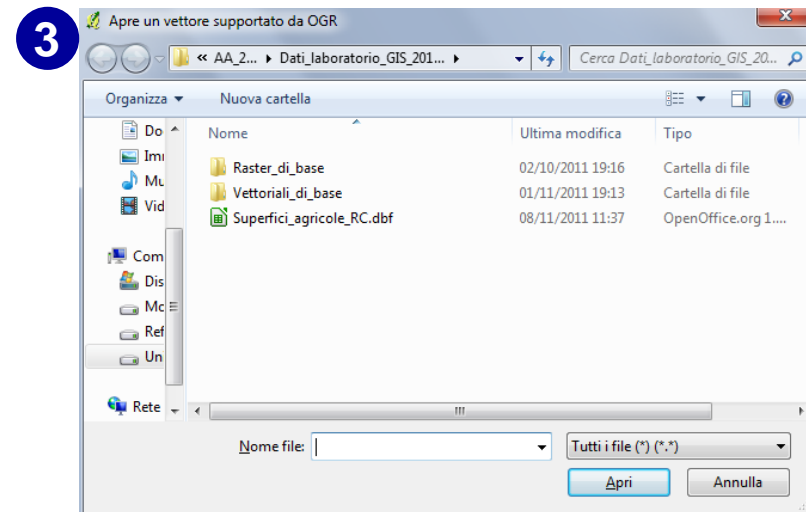 3
Apre un vettore supportato da OGR
« AA_2... Dati_laboratorio_GIS_201...
Cerca Dati_laboratorio_GIS_20...
Organizza
Nuova cartella
Do
Imi
Mu
Vid
Com
Dis
Mc
Ref
Un
Rete
Nome
Ultima modifica
Tipo
Raster_di_base 02/10/2011 19:16 Cartella di file
Vettoriali_di_base 01/11/2011 19:13 Cartella di file
Superfici_agricole_RC.dbf 08/11/2011 11:37 OpenOffice.org 1....
Nome file:
Tutti i file (*) (*.*)
Apri
Annulla